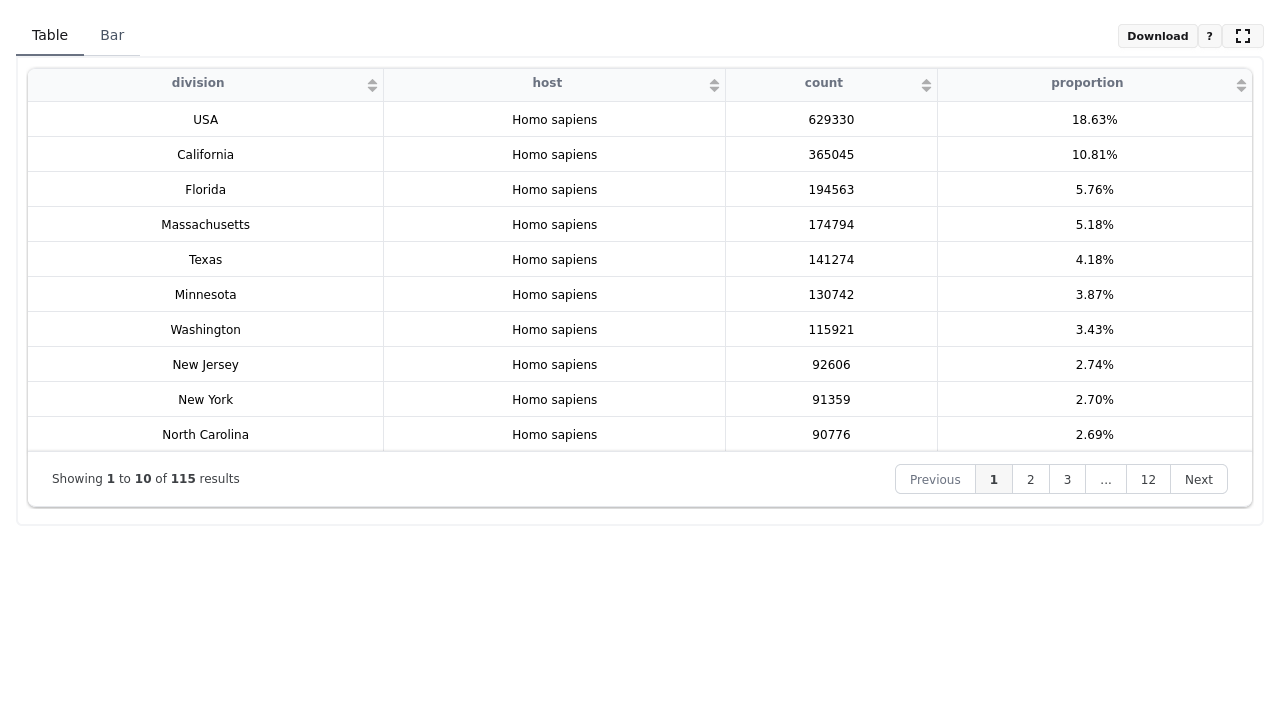 Table Bar Download ?
division host count proportion
USA Homo sapiens 629330 18.63%
California Homo sapiens 365045 10.81%
Florida Homo sapiens 194563 5.76%
Massachusetts Homo sapiens 174794 5.18%
Texas Homo sapiens 141274 4.18%
Minnesota Homo sapiens 130742 3.87%
Washington Homo sapiens 115921 3.43%
New Jersey Homo sapiens 92606 2.74%
New York Homo sapiens 91359 2.70%
North Carolina Homo sapiens 90776 2.69%
Showing 1 to 10 of 115 results Previous 1 2 3 ... 12 Next